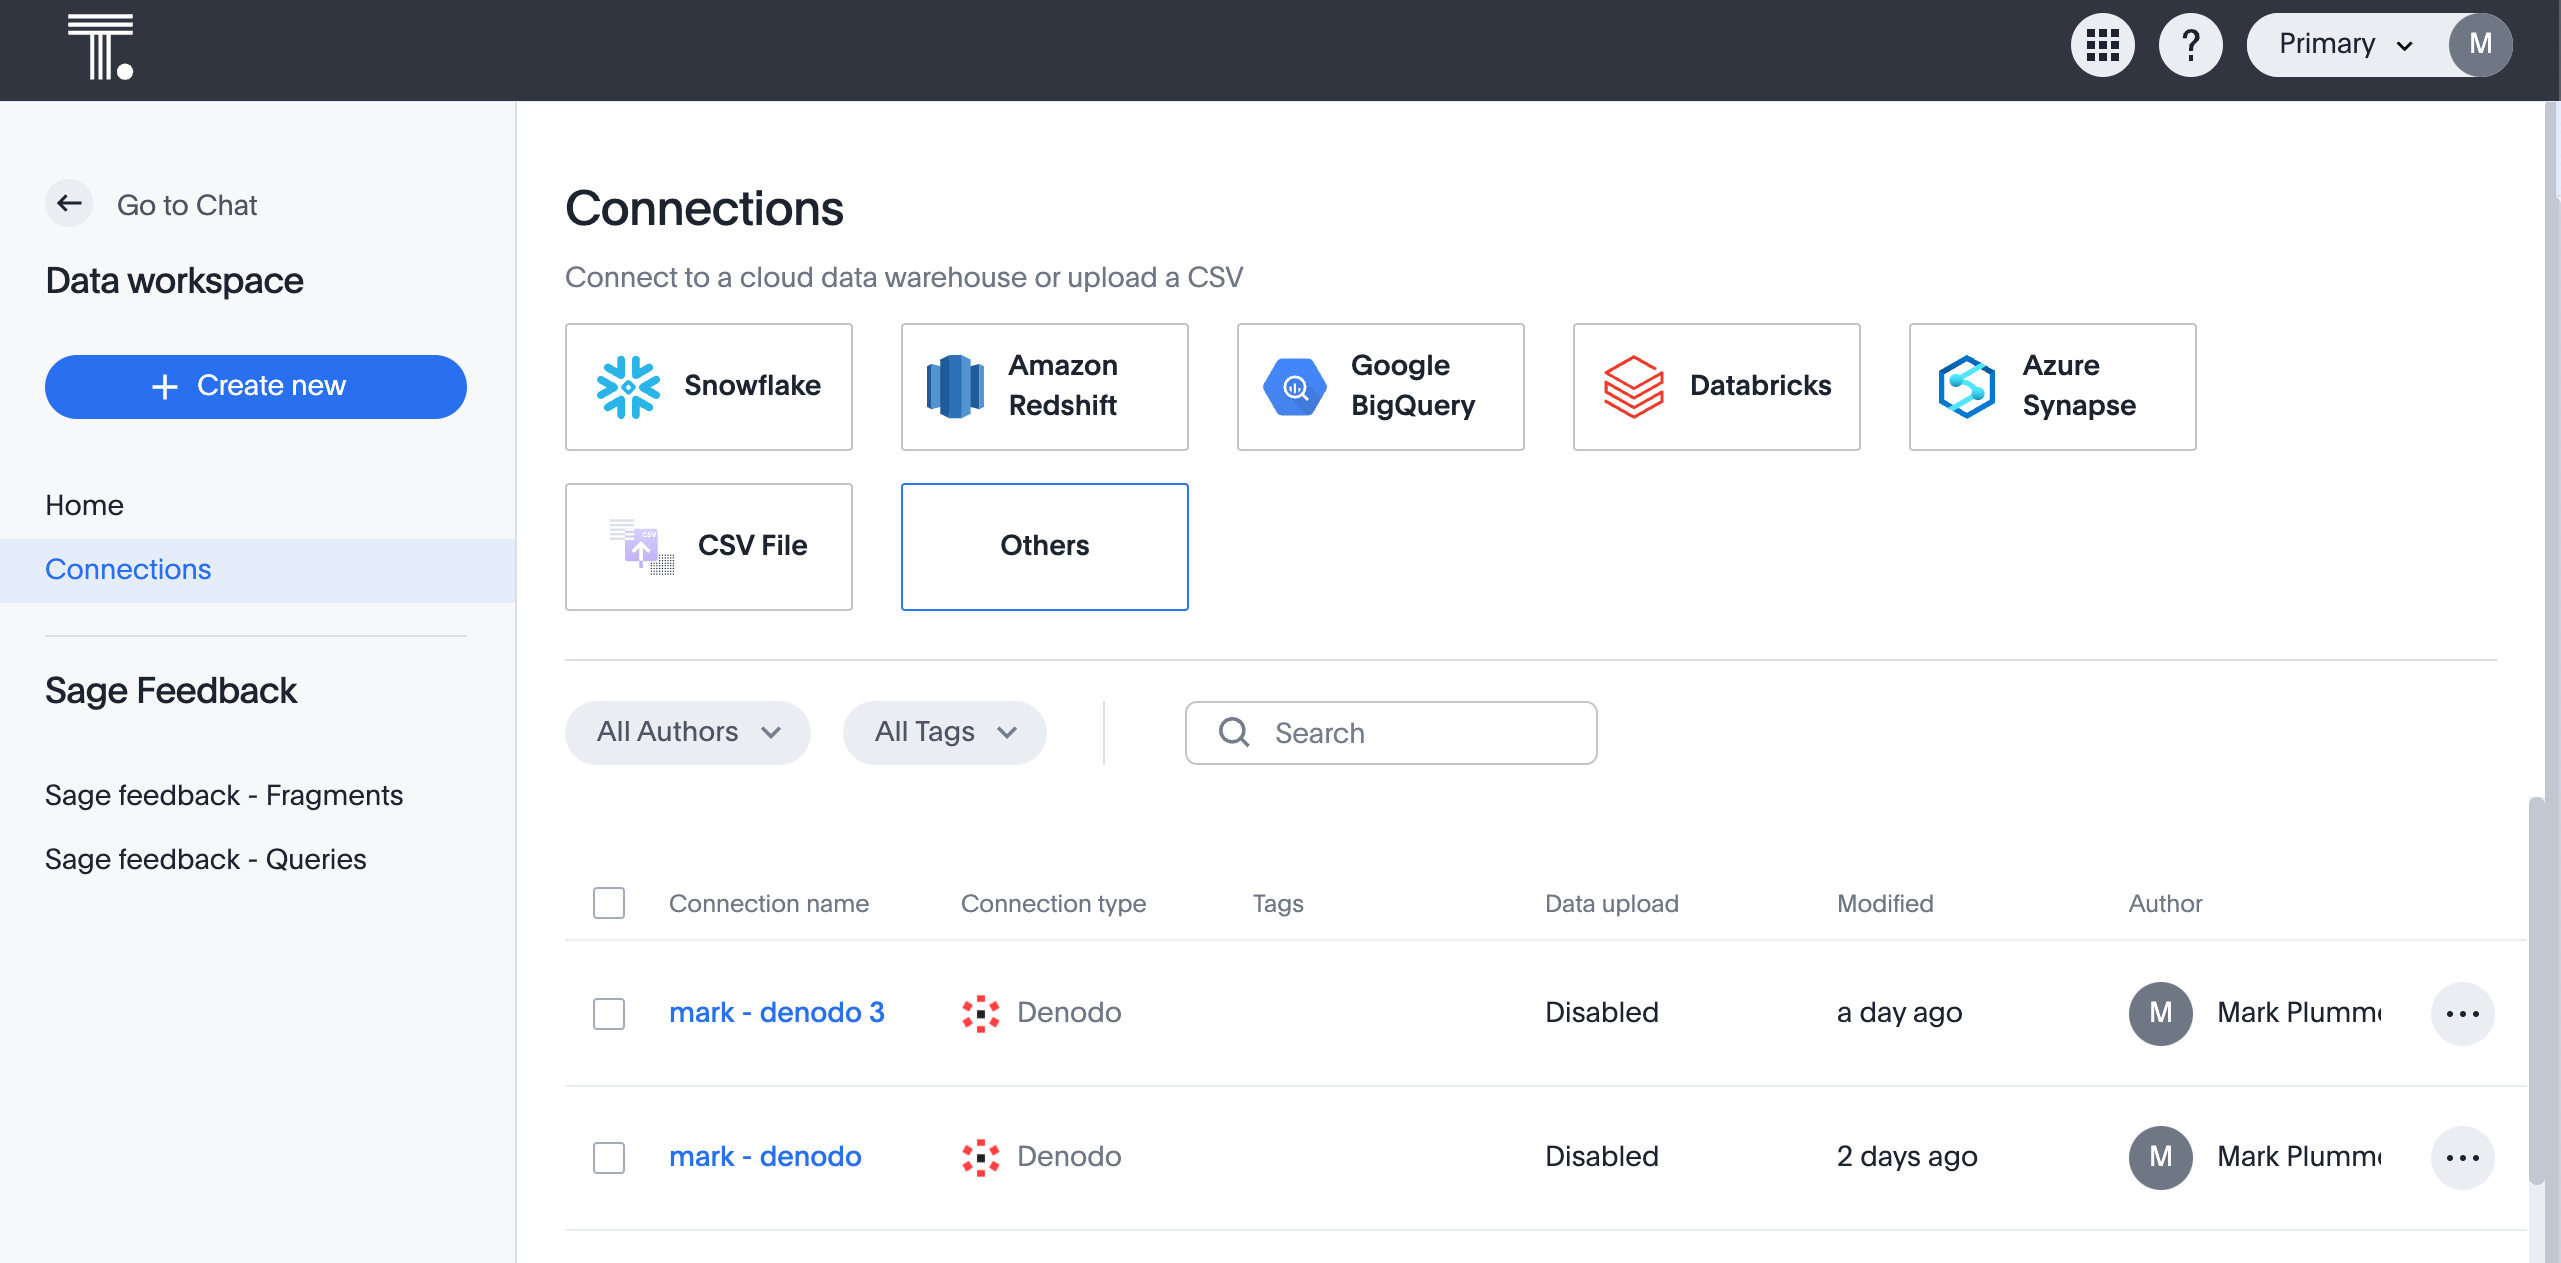 T.
?
Primary
M
Go to Chat
Data workspace
+ Create new
Home
Connections
Sage Feedback
Sage feedback - Fragments
Sage feedback - Queries
Connections
Connect to a cloud data warehouse or upload a CSV
Snowflake
Amazon
Redshift
Google
BigQuery
Databricks
Azure
Synapse
CSV
CSV File
Others
All Authors
All Tags
Search
Connection name Connection type Tags Data upload Modified Author
mark - denodo 3 Denodo Disabled a day ago M Mark Plumm
mark - denodo Denodo Disabled 2 days ago M Mark Plumm